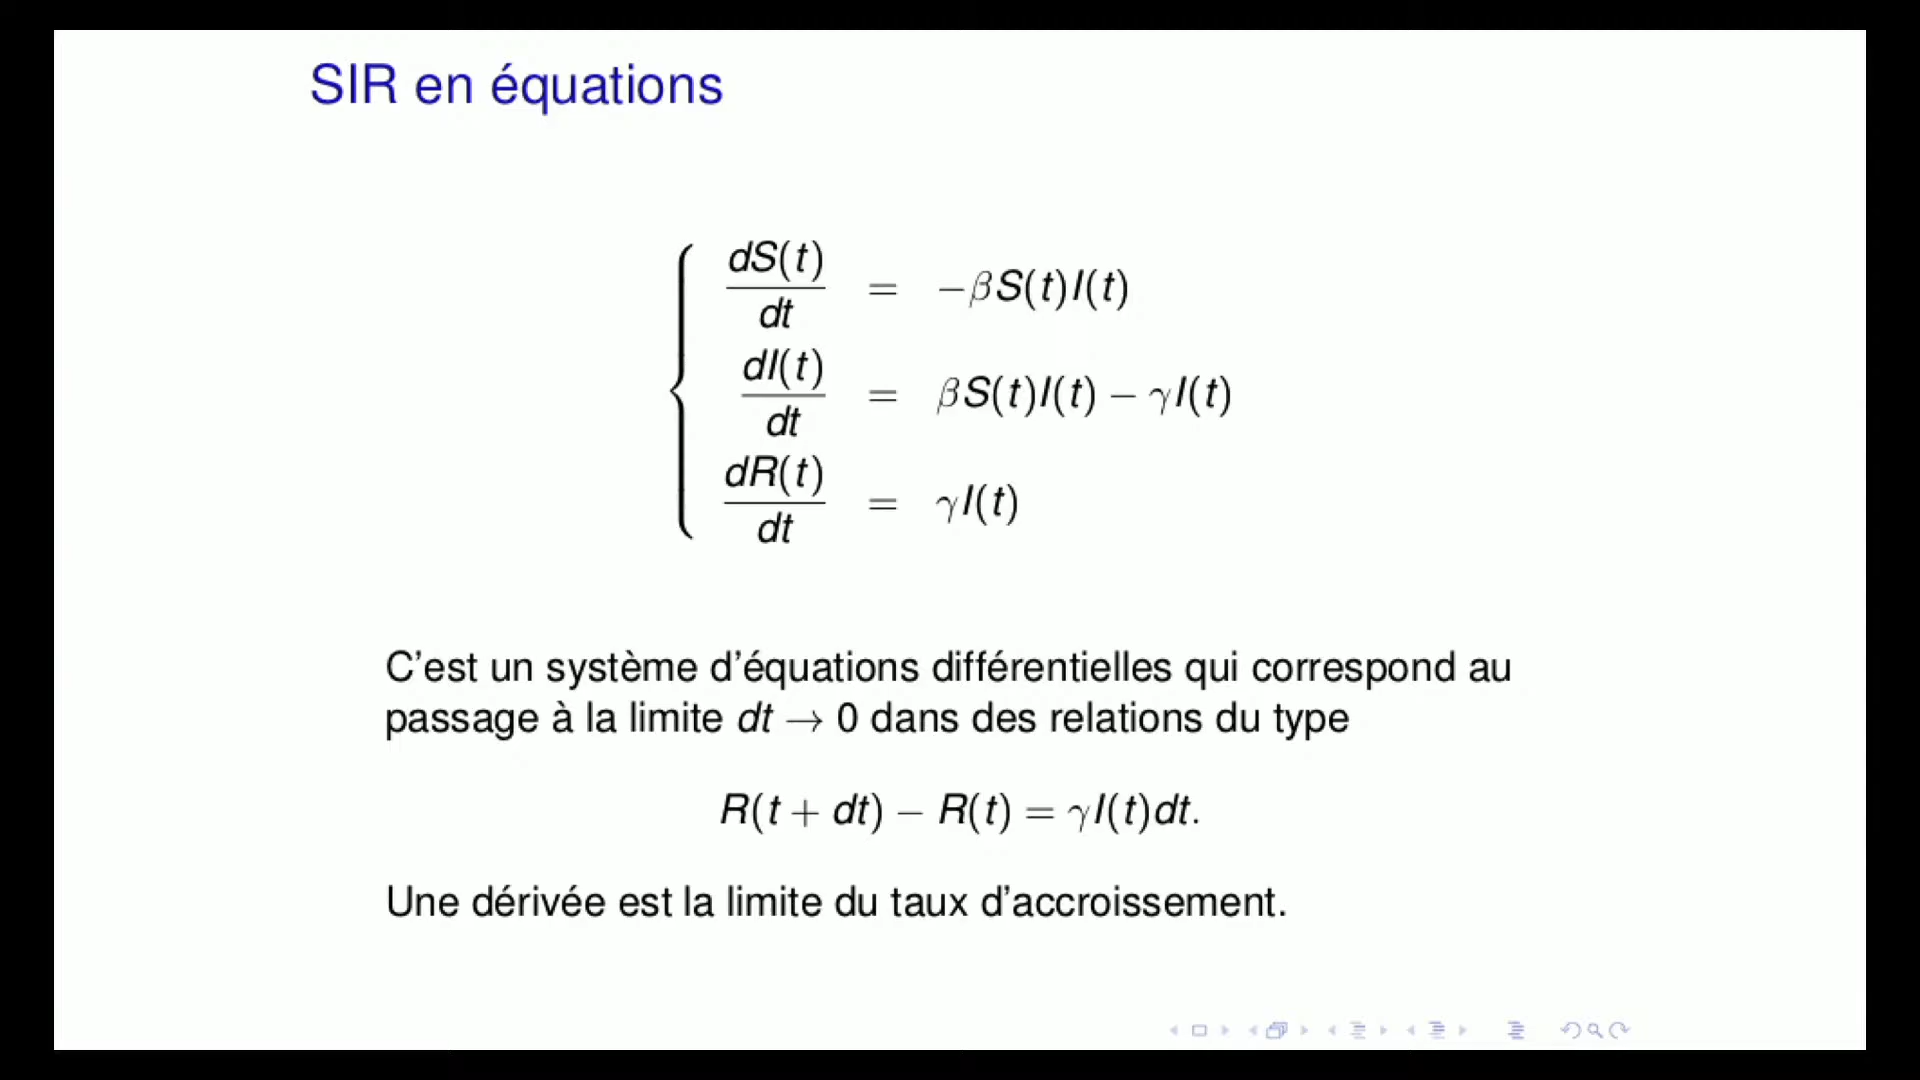 SIR en équations
dS(t)/dt = −βS(t)I(t)
dI(t)/dt = βS(t)I(t) − γI(t)
dR(t)/dt = γI(t)
C'est un système d'équations différentielles qui correspond au
passage à la limite dt → 0 dans des relations du type
R(t + dt) − R(t) = γI(t)dt.
Une dérivée est la limite du taux d'accroissement.